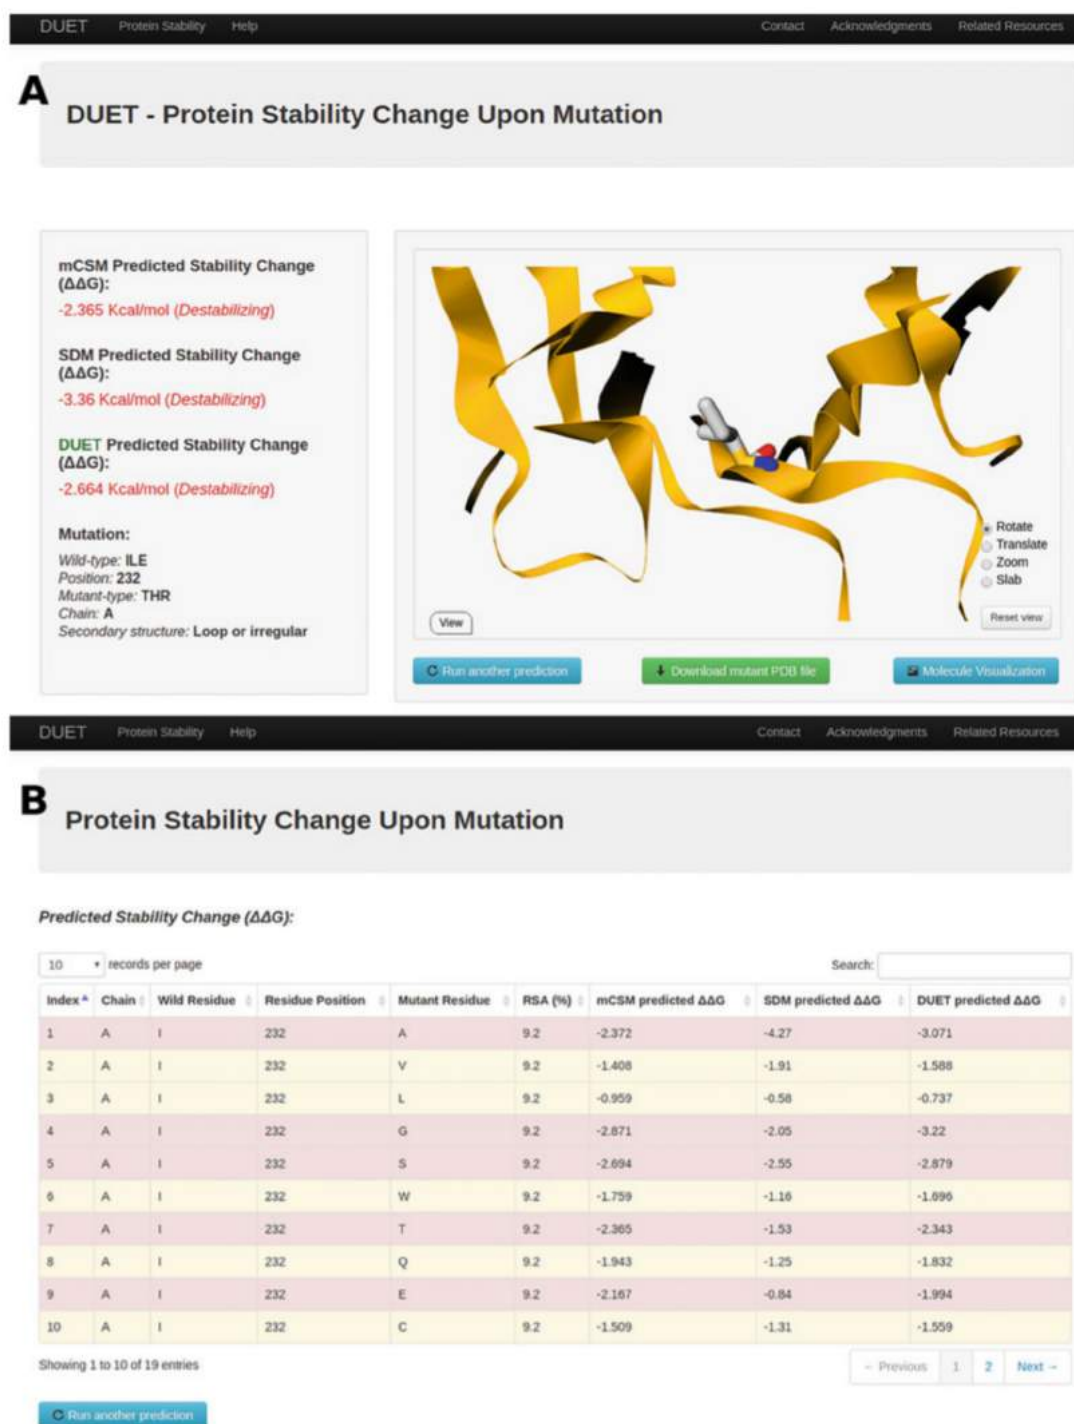 DUET Protein Stability Help Contact Acknowledgments Related Resources
A
DUET - Protein Stability Change Upon Mutation
mCSM Predicted Stability Change
(ΔΔG):
-2.365 Kcal/mol (Destabilizing)
SDM Predicted Stability Change
(ΔΔG):
-3.36 Kcal/mol (Destabilizing)
DUET Predicted Stability Change
(ΔΔG):
-2.664 Kcal/mol (Destabilizing)
Mutation:
Wild-type: ILE
Position: 232
Mutant-type: THR
Chain: A
Secondary structure: Loop or irregular
Rotate
Translate
Zoom
Slab
View
Reset view
Run another prediction Download mutant PDB file Molecule Visualization
DUET Protein Stability Help Contact Acknowledgments Related Resources
B
Protein Stability Change Upon Mutation
Predicted Stability Change (ΔΔG):
10 records per page Search:
Index Chain Wild Residue Residue Position Mutant Residue RSA (%) mCSM predicted ΔΔG SDM predicted ΔΔG DUET predicted ΔΔG
1 A I 232 A 9.2 -2.372 -4.27 -3.071
2 A I 232 V 9.2 -1.408 -1.91 -1.588
3 A I 232 L 9.2 -0.959 -0.58 -0.737
4 A I 232 G 9.2 -2.871 -2.05 -3.22
5 A I 232 S 9.2 -2.694 -2.55 -2.879
6 A I 232 W 9.2 -1.759 -1.16 -1.696
7 A I 232 T 9.2 -2.365 -1.53 -2.343
8 A I 232 Q 9.2 -1.943 -1.25 -1.832
9 A I 232 E 9.2 -2.167 -0.84 -1.994
10 A I 232 C 9.2 -1.509 -1.31 -1.559
Showing 1 to 10 of 19 entries ← Previous 1 2 Next →
Run another prediction